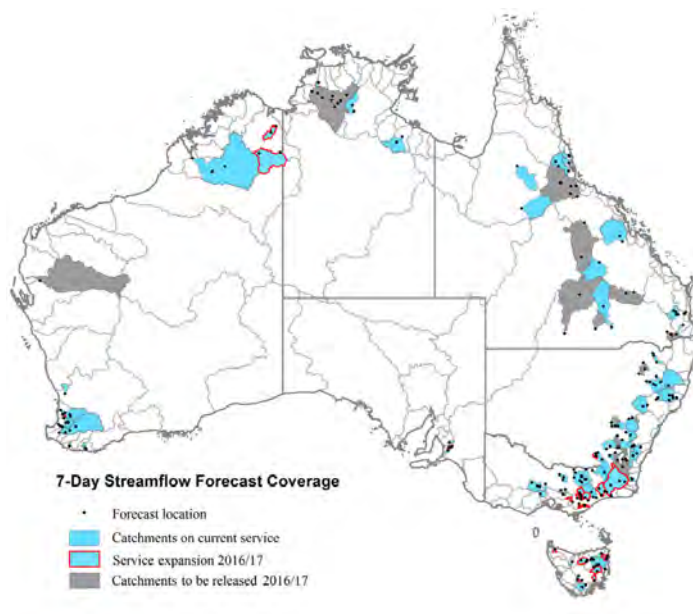 7-Day Streamflow Forecast Coverage
Forecast location
Catchments on current service
Service expansion 2016/17
Catchments to be released 2016/17